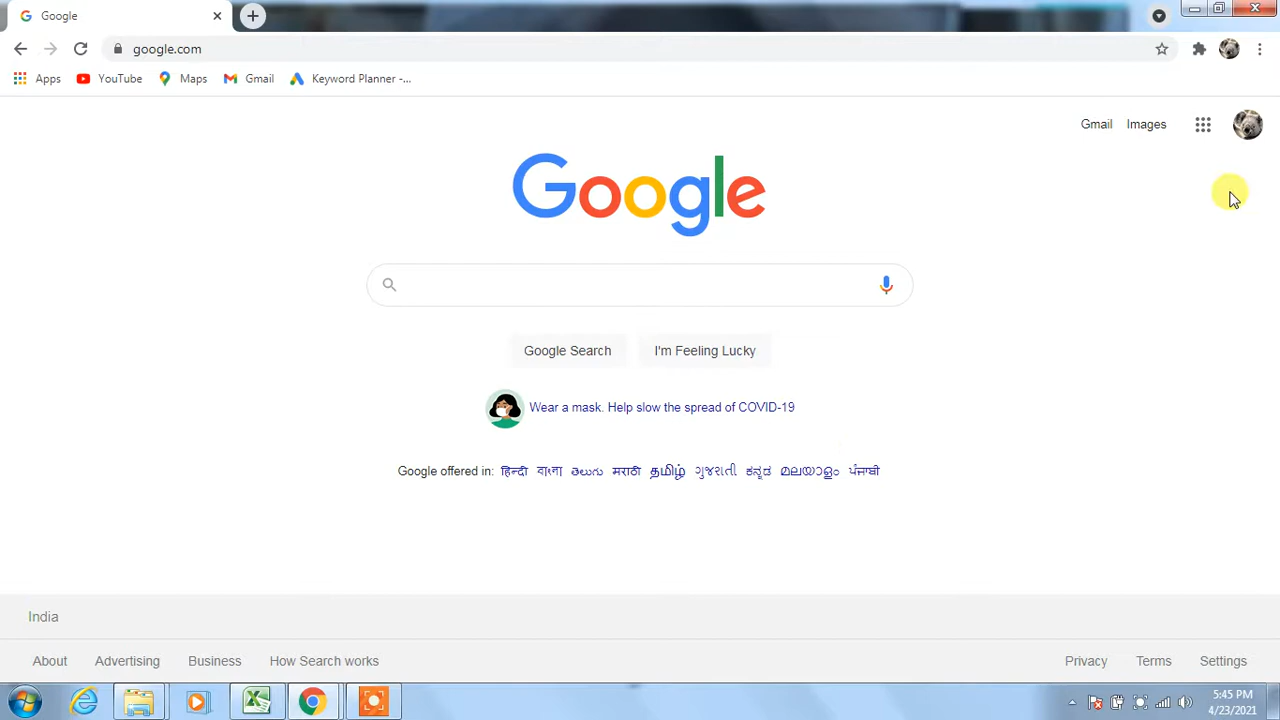 Google
google.com
Apps YouTube Maps Gmail Keyword Planner -...
Gmail Images
Google
Google Search I'm Feeling Lucky
Wear a mask. Help slow the spread of COVID-19
Google offered in: हिन्दी বাংলা తెలుగు मराठी தமிழ் ગુજરાતી ಕನ್ನಡ മലയാളം ਪੰਜਾਬੀ
India
About Advertising Business How Search works Privacy Terms Settings
5:45 PM
4/23/2021